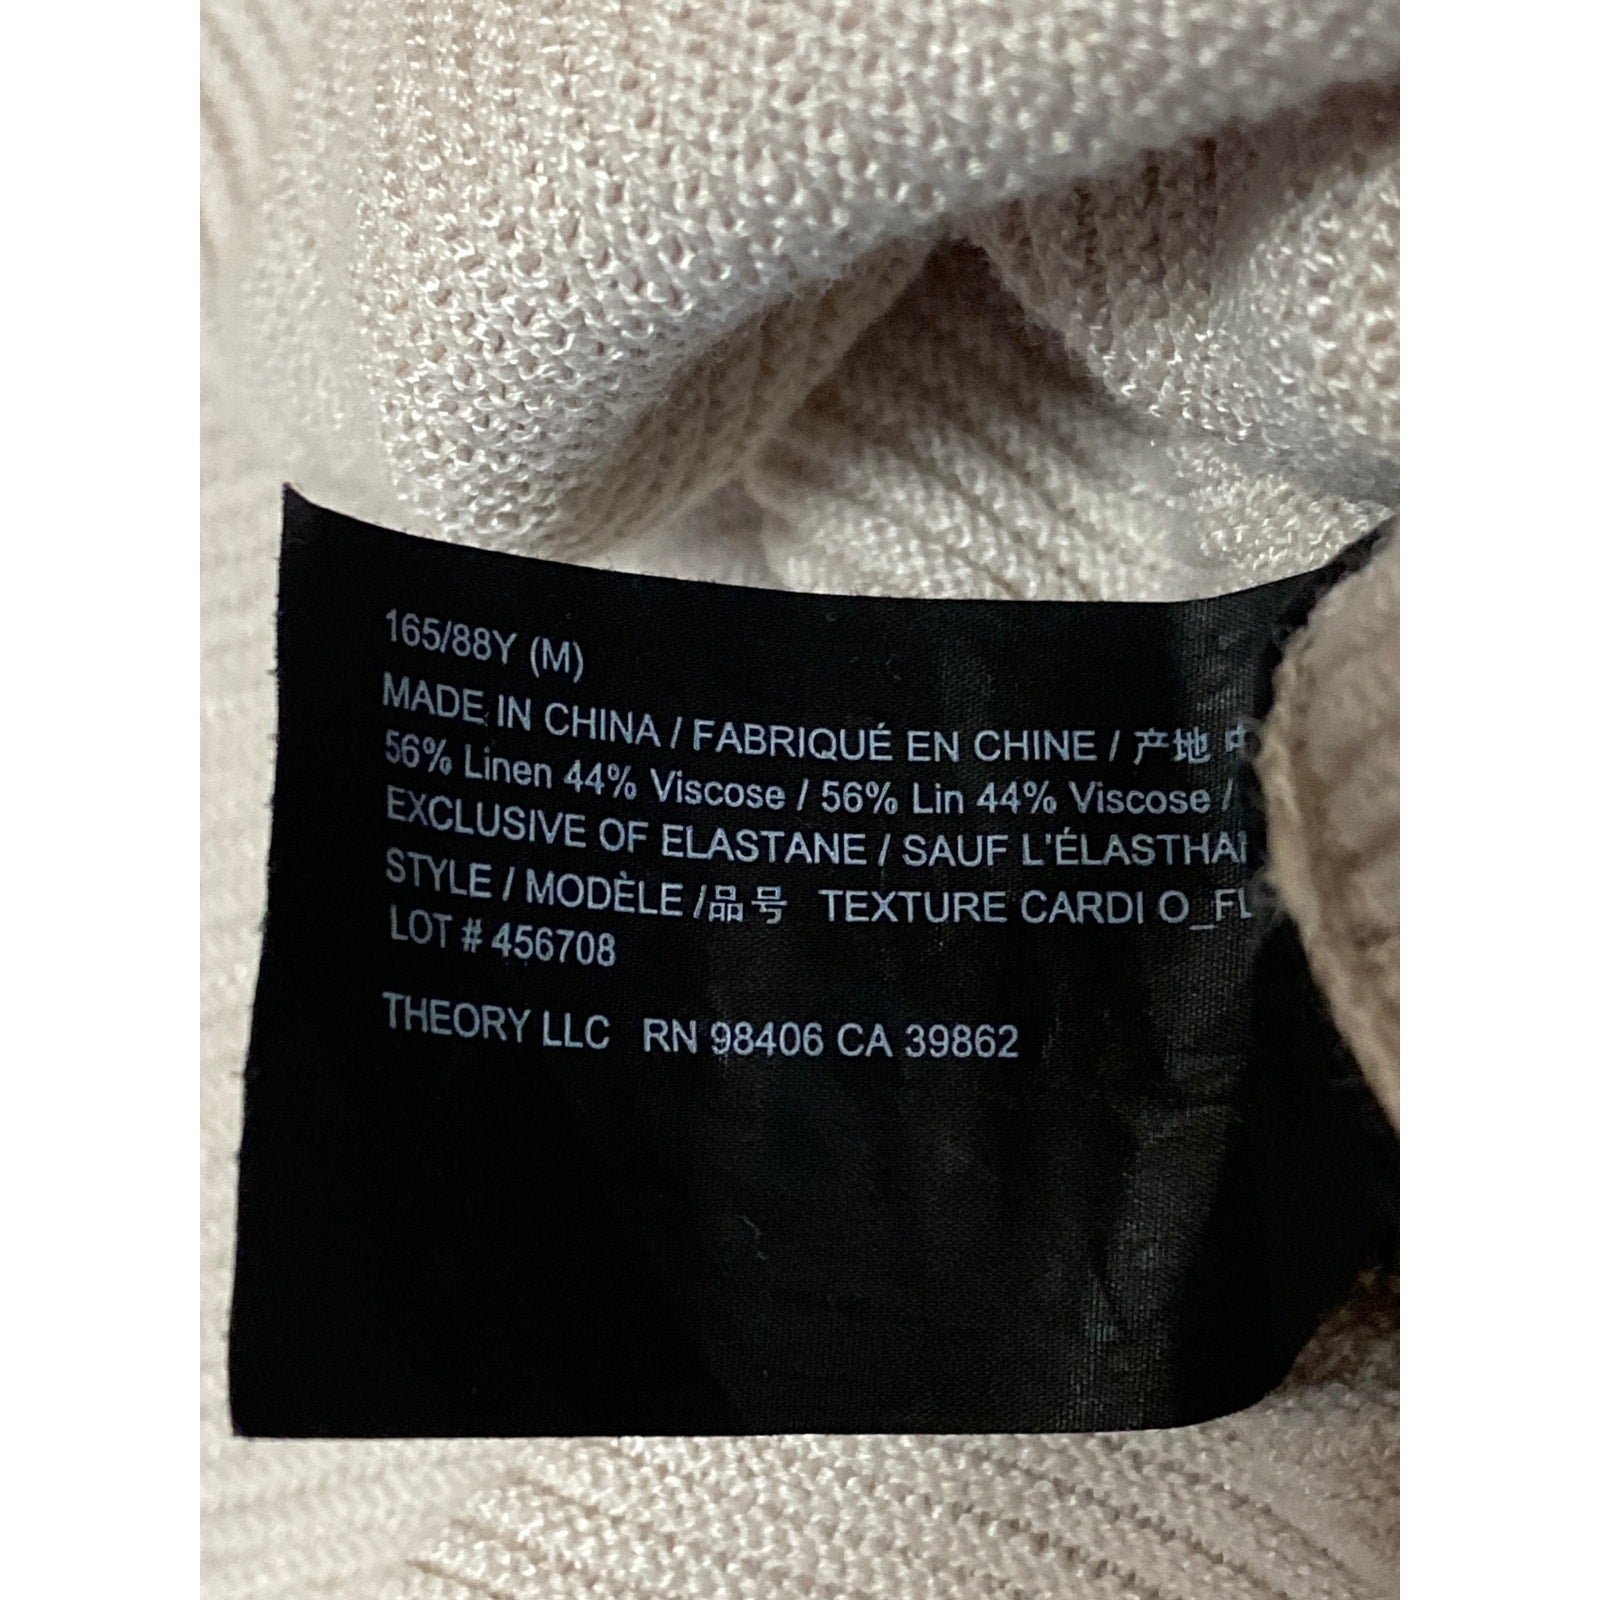 165/88Y (M)
MADE IN CHINA / FABRIQUÉ EN CHINE / 产地
56% Linen 44% Viscose / 56% Lin 44% Viscose /
EXCLUSIVE OF ELASTANE / SAUF L'ÉLASTHA
STYLE / MODÈLE /品号 TEXTURE CARDI O_FL
LOT # 456708
THEORY LLC RN 98406 CA 39862